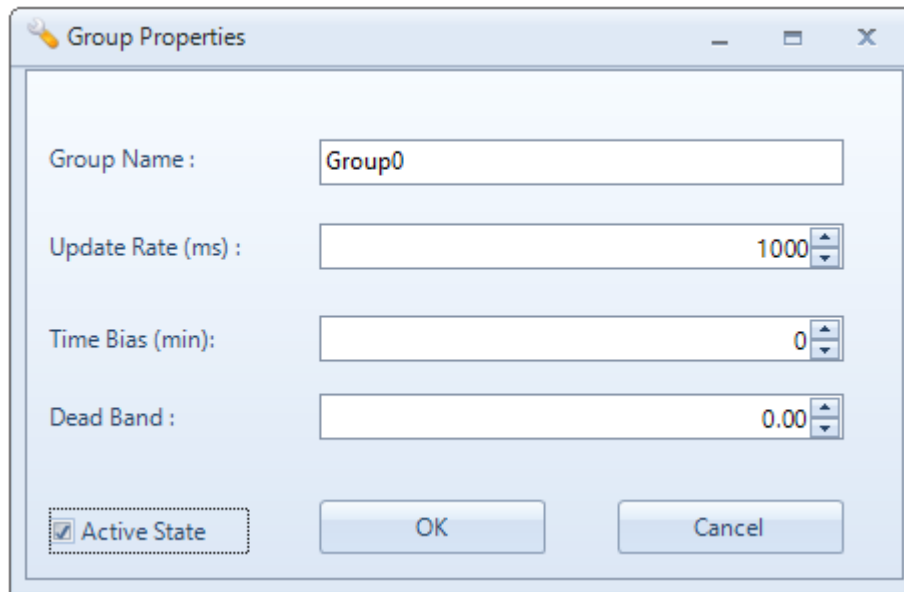 Group Properties
Group Name :
Group0
Update Rate (ms) :
1000
Time Bias (min):
0
Dead Band :
0.00
Active State
OK
Cancel